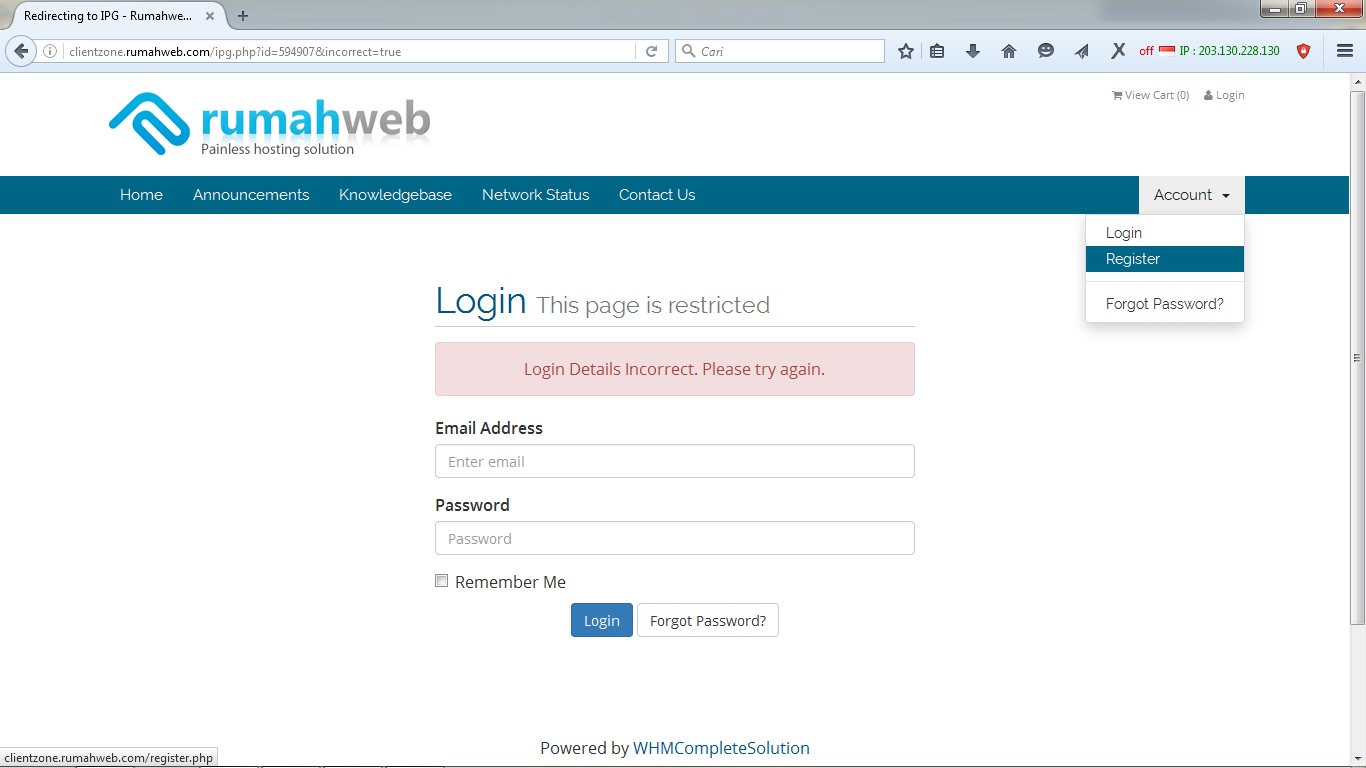 Redirecting to IPG - Rumahwe...
clientzone.rumahweb.com/ipg.php?id=594907&incorrect=true
Cari
off IP : 203.130.228.130
rumahweb
Painless hosting solution
View Cart (0) Login
Home Announcements Knowledgebase Network Status Contact Us Account
Login
Register
Forgot Password?
Login This page is restricted
Login Details Incorrect. Please try again.
Email Address
Enter email
Password
Password
Remember Me
Login Forgot Password?
Powered by WHMCompleteSolution
clientzone.rumahweb.com/register.php